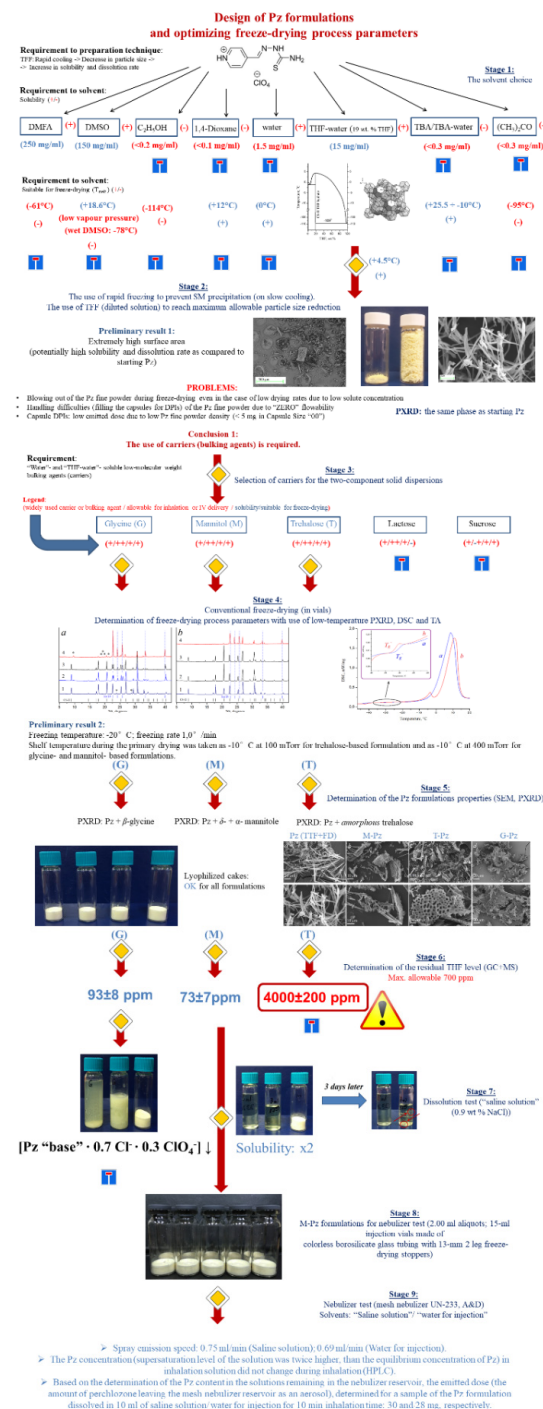 Design of Pz formulations
and optimizing freeze-drying process parameters
Requirement to preparation technique:
TFF: Rapid cooling -> Decrease in particle size ->
-> Increase in solubility and dissolution rate
Stage 1:
The solvent choice
Requirement to solvent:
Solubility (+/-)
DMFA (+) DMSO (+) C₂H₅OH (-) 1,4-Dioxane (-) water (+) THF-water (19 wt. % THF) (+) TBA/TBA-water (-) (CH₃)₂CO (-)
(250 mg/ml) (150 mg/ml) (<0.2 mg/ml) (<0.1 mg/ml) (1.5 mg/ml) (15 mg/ml) (<0.3 mg/ml) (<0.3 mg/ml)
Requirement to solvent:
Suitable for freeze-drying (+/-)
(-61°C) (+18.6°C) (-114°C) (+12°C) (0°C) (+25.5 ÷ -10°C) (-95°C)
(-) (low vapour pressure) (-) (+) (+) (+) (-)
(wet DMSO: -78°C)
(-)
(+4.5°C)
(+)
Stage 2:
The use of rapid freezing to prevent SM precipitation (on slow cooling).
The use of TFF (diluted solution) to reach maximum allowable particle size reduction
Preliminary result 1:
Extremely high surface area
(potentially high solubility and dissolution rate as compared to
starting Pz)
PROBLEMS:
• Blowing out of the Pz fine powder during freeze-drying even in the case of low drying rates due to low solute concentration
• Handling difficulties (filling the capsules for DPIs) of the Pz fine powder due to "ZERO" flowability
• Capsule DPIs: low emitted dose due to low Pz fine powder density (< 5 mg in Capsule Size "00")
PXRD: the same phase as starting Pz
Conclusion 1:
The use of carriers (bulking agents) is required.
Requirement:
"Water"- and "THF-water"- soluble low-molecular weight
bulking agents (carriers)
Stage 3:
Selection of carriers for the two-component solid dispersions
Legend:
(widely used carrier or bulking agent / allowable for inhalation or IV delivery / solubility/suitable for freeze-drying)
Glycine (G) Mannitol (M) Trehalose (T) Lactose Sucrose
(+/++/+/+) (+/++/+/+) (+/++/+/+) (+/++/+/-) (+/-+/+/+)
Stage 4:
Conventional freeze-drying (in vials)
Determination of freeze-drying process parameters with use of low-temperature PXRD, DSC and TA
a b
Temperature, °C
Preliminary result 2:
Freezing temperature: -20° C; freezing rate 1,0° /min
Shelf temperature during the primary drying was taken as -10° C at 100 mTorr for trehalose-based formulation and as -10° C at 400 mTorr for
glycine- and mannitol- based formulations.
(G) (M) (T)
Stage 5:
Determination of the Pz formulations properties (SEM, PXRD)
PXRD: Pz + β-glycine PXRD: Pz + δ- + α- mannitole PXRD: Pz + amorphous trehalose
Pz (TTF+FD) M-Pz T-Pz G-Pz
Lyophilized cakes:
OK for all formulations
(G) (M) (T)
Stage 6:
Determination of the residual THF level (GC+MS)
Max. allowable 700 ppm
93±8 ppm 73±7ppm 4000±200 ppm
3 days later
Stage 7:
Dissolution test ("saline solution"
(0.9 wt % NaCl))
[Pz "base" · 0.7 Cl⁻ · 0.3 ClO₄⁻] ↓
Solubility: x2
Stage 8:
M-Pz formulations for nebulizer test (2.00 ml aliquots; 15-ml
injection vials made of
colorless borosilicate glass tubing with 13-mm 2 leg freeze-
drying stoppers)
Stage 9:
Nebulizer test (mesh nebulizer UN-233, A&D)
Solvents: "Saline solution"/ "water for injection"
➢ Spray emission speed: 0.75 ml/min (Saline solution); 0.69 ml/min (Water for injection).
➢ The Pz concentration (supersaturation level of the solution was twice higher, than the equilibrium concentration of Pz) in
inhalation solution did not change during inhalation (HPLC).
➢ Based on the determination of the Pz content in the solutions remaining in the nebulizer reservoir, the emitted dose (the
amount of perchlozone leaving the mesh nebulizer reservoir as an aerosol), determined for a sample of the Pz formulation
dissolved in 10 ml of saline solution/ water for injection for 10 min inhalation time: 30 and 28 mg, respectively.